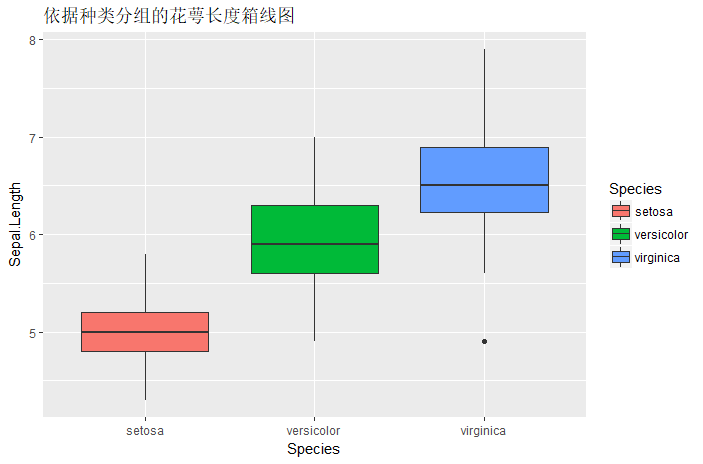 依据种类分组的花萼长度箱线图
8
7
6
5
Sepal.Length
setosa
versicolor
virginica
Species
Species
setosa
versicolor
virginica